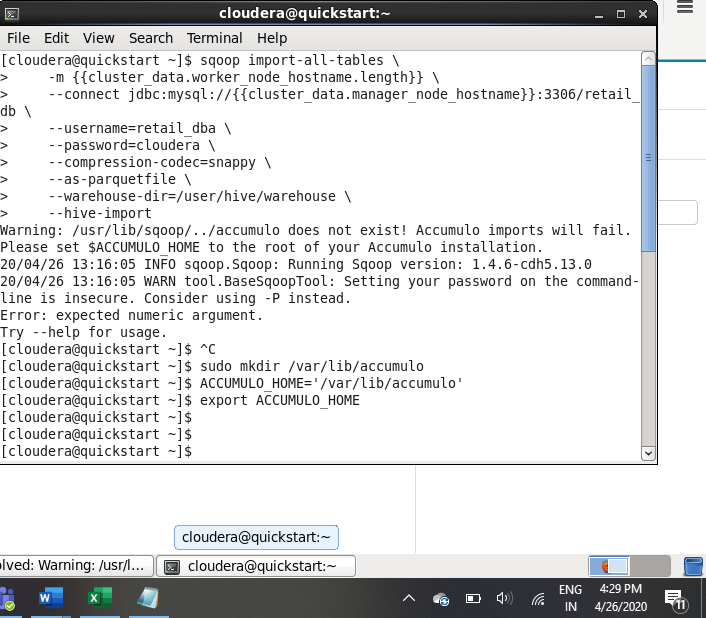 cloudera@quickstart:~
File Edit View Search Terminal Help
[cloudera@quickstart ~]$ sqoop import-all-tables \
>     -m {{cluster_data.worker_node_hostname.length}} \
>     --connect jdbc:mysql://{{cluster_data.manager_node_hostname}}:3306/retail_
db \
>     --username=retail_dba \
>     --password=cloudera \
>     --compression-codec=snappy \
>     --as-parquetfile \
>     --warehouse-dir=/user/hive/warehouse \
>     --hive-import
Warning: /usr/lib/sqoop/../accumulo does not exist! Accumulo imports will fail.
Please set $ACCUMULO_HOME to the root of your Accumulo installation.
20/04/26 13:16:05 INFO sqoop.Sqoop: Running Sqoop version: 1.4.6-cdh5.13.0
20/04/26 13:16:05 WARN tool.BaseSqoopTool: Setting your password on the command-
line is insecure. Consider using -P instead.
Error: expected numeric argument.
Try --help for usage.
[cloudera@quickstart ~]$ ^C
[cloudera@quickstart ~]$ sudo mkdir /var/lib/accumulo
[cloudera@quickstart ~]$ ACCUMULO_HOME='/var/lib/accumulo'
[cloudera@quickstart ~]$ export ACCUMULO_HOME
[cloudera@quickstart ~]$
[cloudera@quickstart ~]$
[cloudera@quickstart ~]$
cloudera@quickstart:~
olved: Warning: /usr/l... cloudera@quickstart:~
ENG 4:29 PM
IN 4/26/2020 11